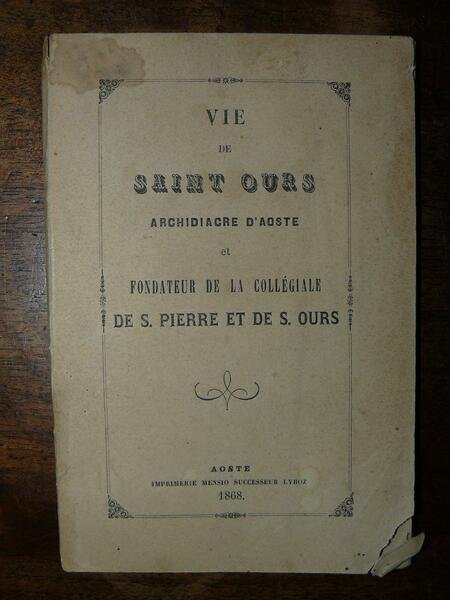 VIE
DE
SAINT OURS
ARCHIDIACRE D'AOSTE
et
FONDATEUR DE LA COLLÉGIALE
DE S. PIERRE ET DE S. OURS
AOSTE
IMPRIMERIE MENSIO SUCCESSEUR LYBOZ
1868.